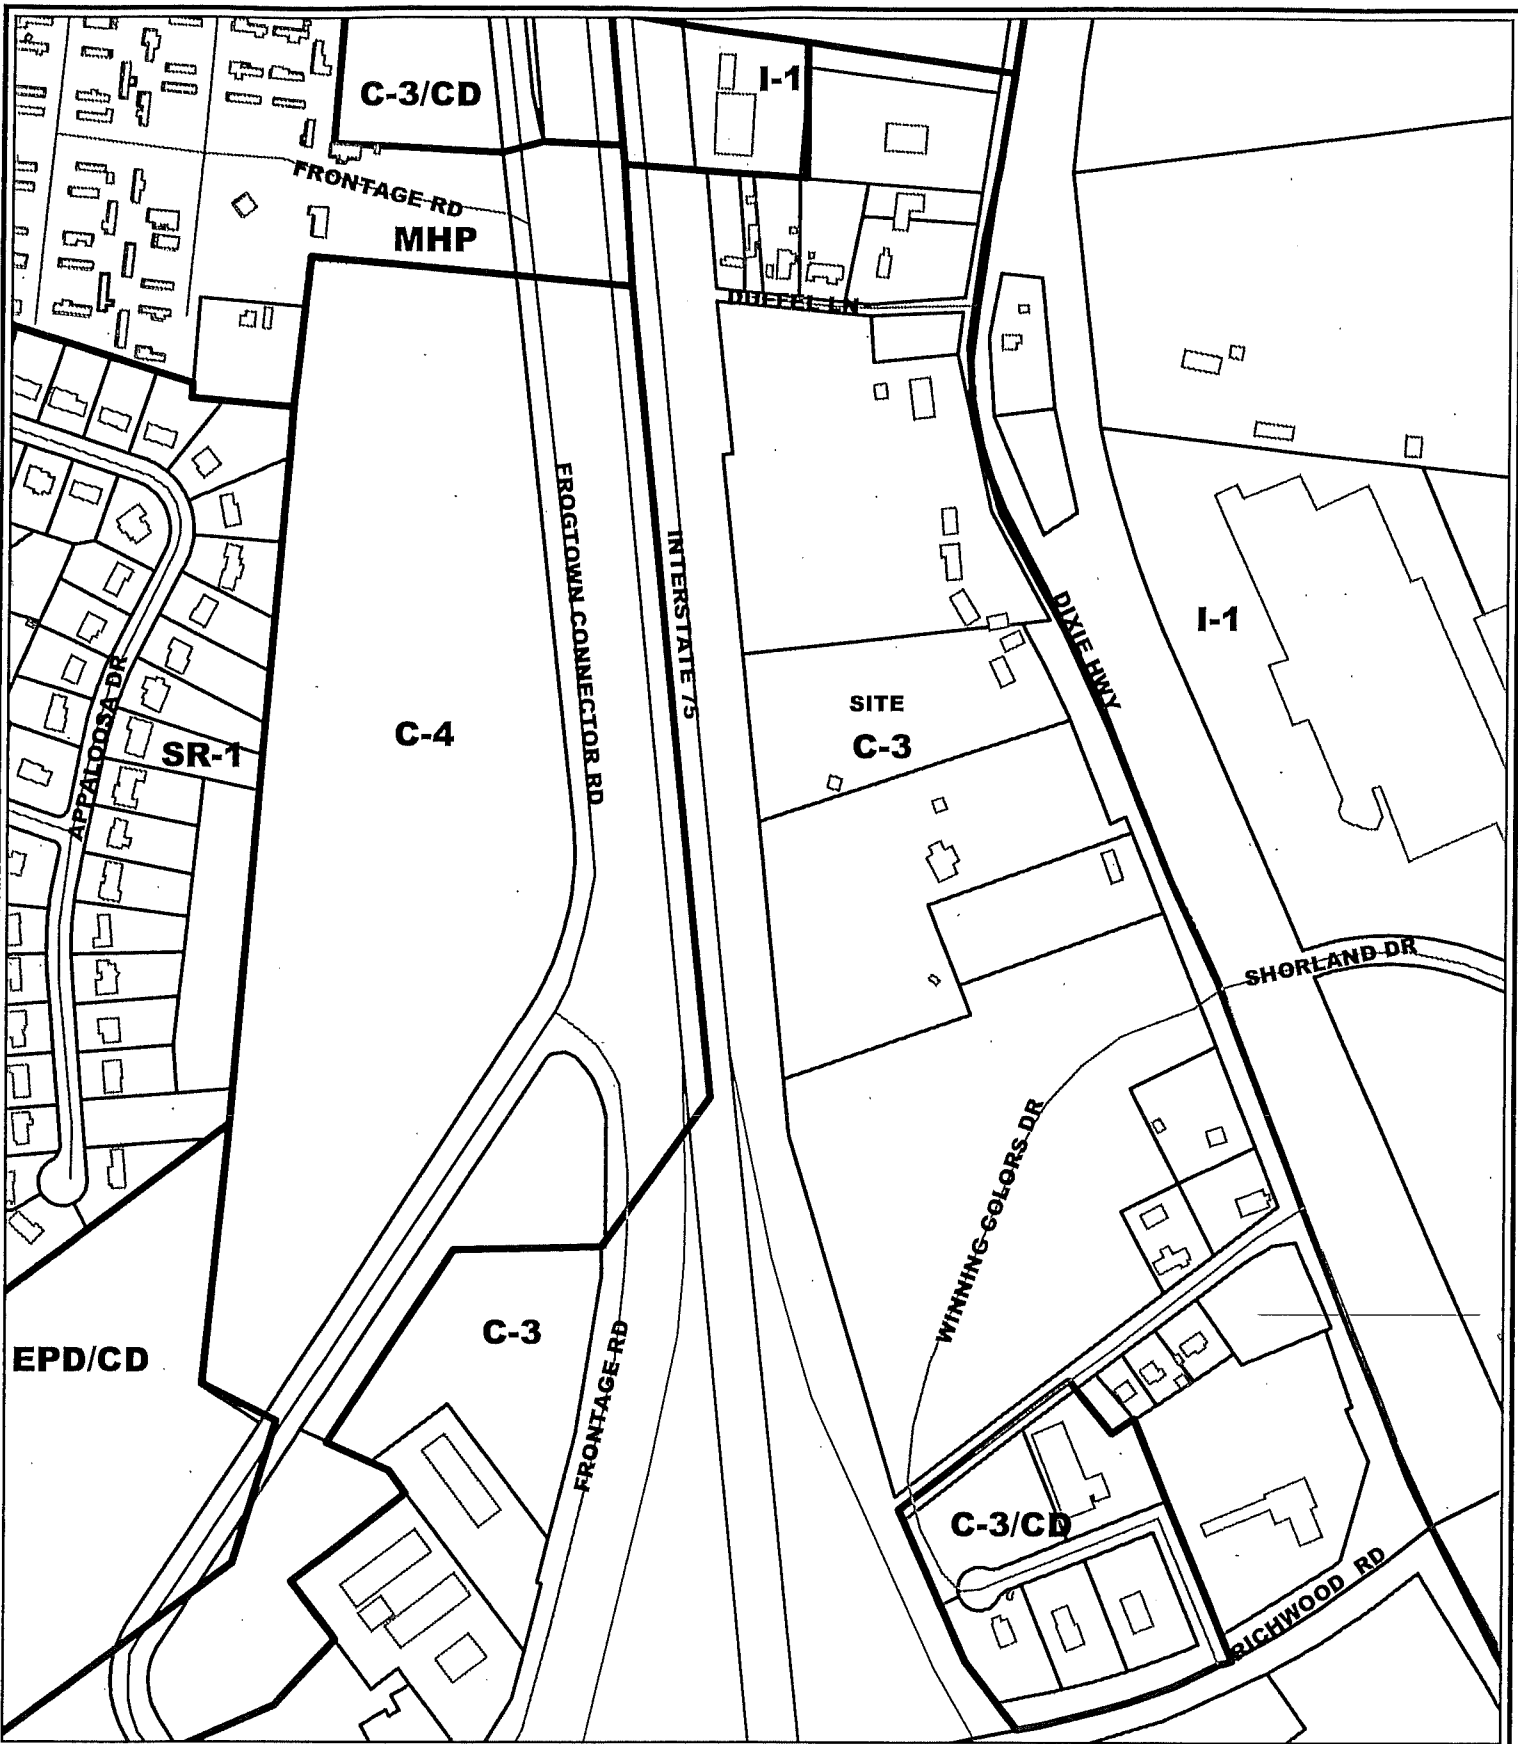 I-1
C-3/CD
FRONTAGE RD
MHP
DUFFEL LN
FROGTOWN CONNECTOR RD
INTERSTATE 75
DIXIE HWY
I-1
APPALOOSA DR
SR-1
C-4
SITE
C-3
SHORLAND DR
WINNING COLORS DR
C-3
EPD/CD
FRONTAGE RD
C-3/CD
RICHWOOD RD